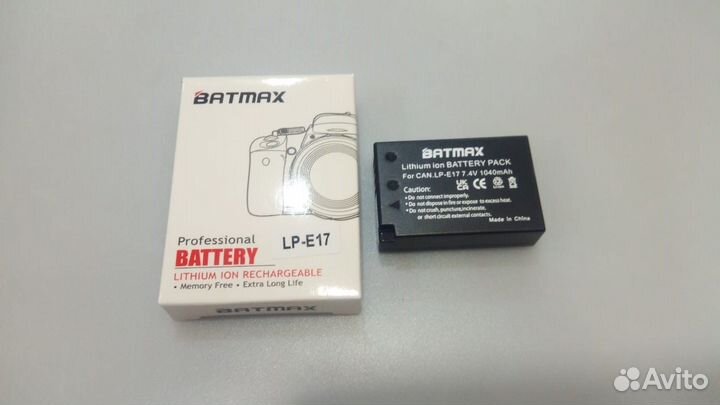 BATMAX
Professional
BATTERY
LP-E17
LITHIUM ION RECHARGEABLE
• Memory Free • Extra Long Life
BATMAX
Lithium ion BATTERY PACK
For CAN.LP-E17 7.4V 1040mAh
Caution:
Do not connect improperly.
Do not dispose in fire or expose to excess heat.
Do not crush, puncture, incinerate,
or short circuit external contacts.
Made in China
Avito